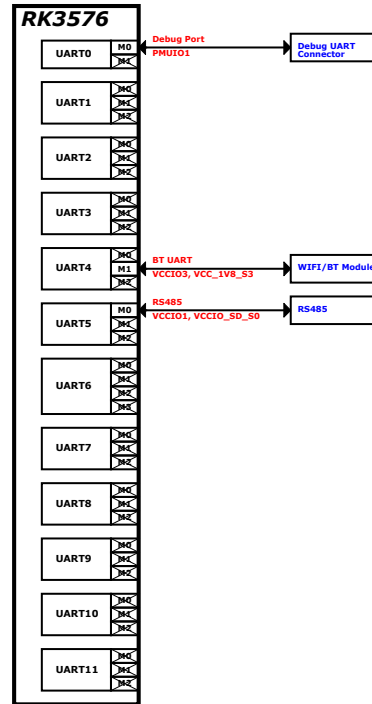 RK3576
UART0
M0
M1
Debug Port
PMUIO1
Debug UART
Connector
UART1
M0
M1
M2
UART2
M0
M1
M2
UART3
M0
M1
M2
UART4
M0
M1
M2
BT UART
VCCIO3, VCC_1V8_S3
WIFI/BT Module
UART5
M0
M1
M2
RS485
VCCIO1, VCCIO_SD_S0
RS485
UART6
M0
M1
M2
M3
UART7
M0
M1
M2
UART8
M0
M1
M2
UART9
M0
M1
M2
UART10
M0
M1
M2
UART11
M0
M1
M2